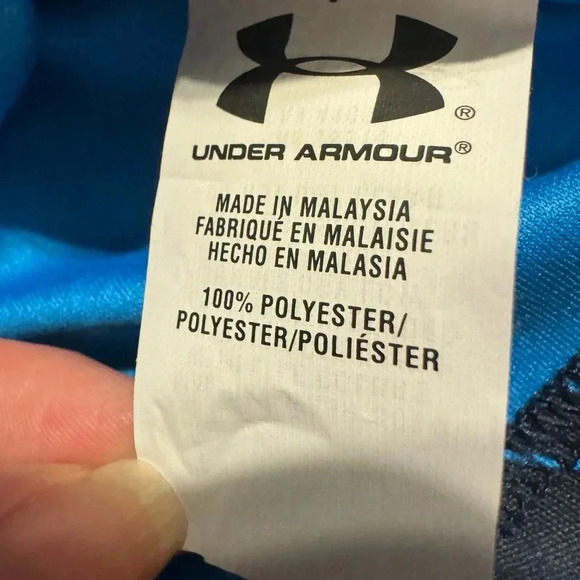 ®
UNDER ARMOUR®
MADE IN MALAYSIA
FABRIQUÉ EN MALAISIE
HECHO EN MALASIA
100% POLYESTER/
POLYESTER/POLIÉSTER